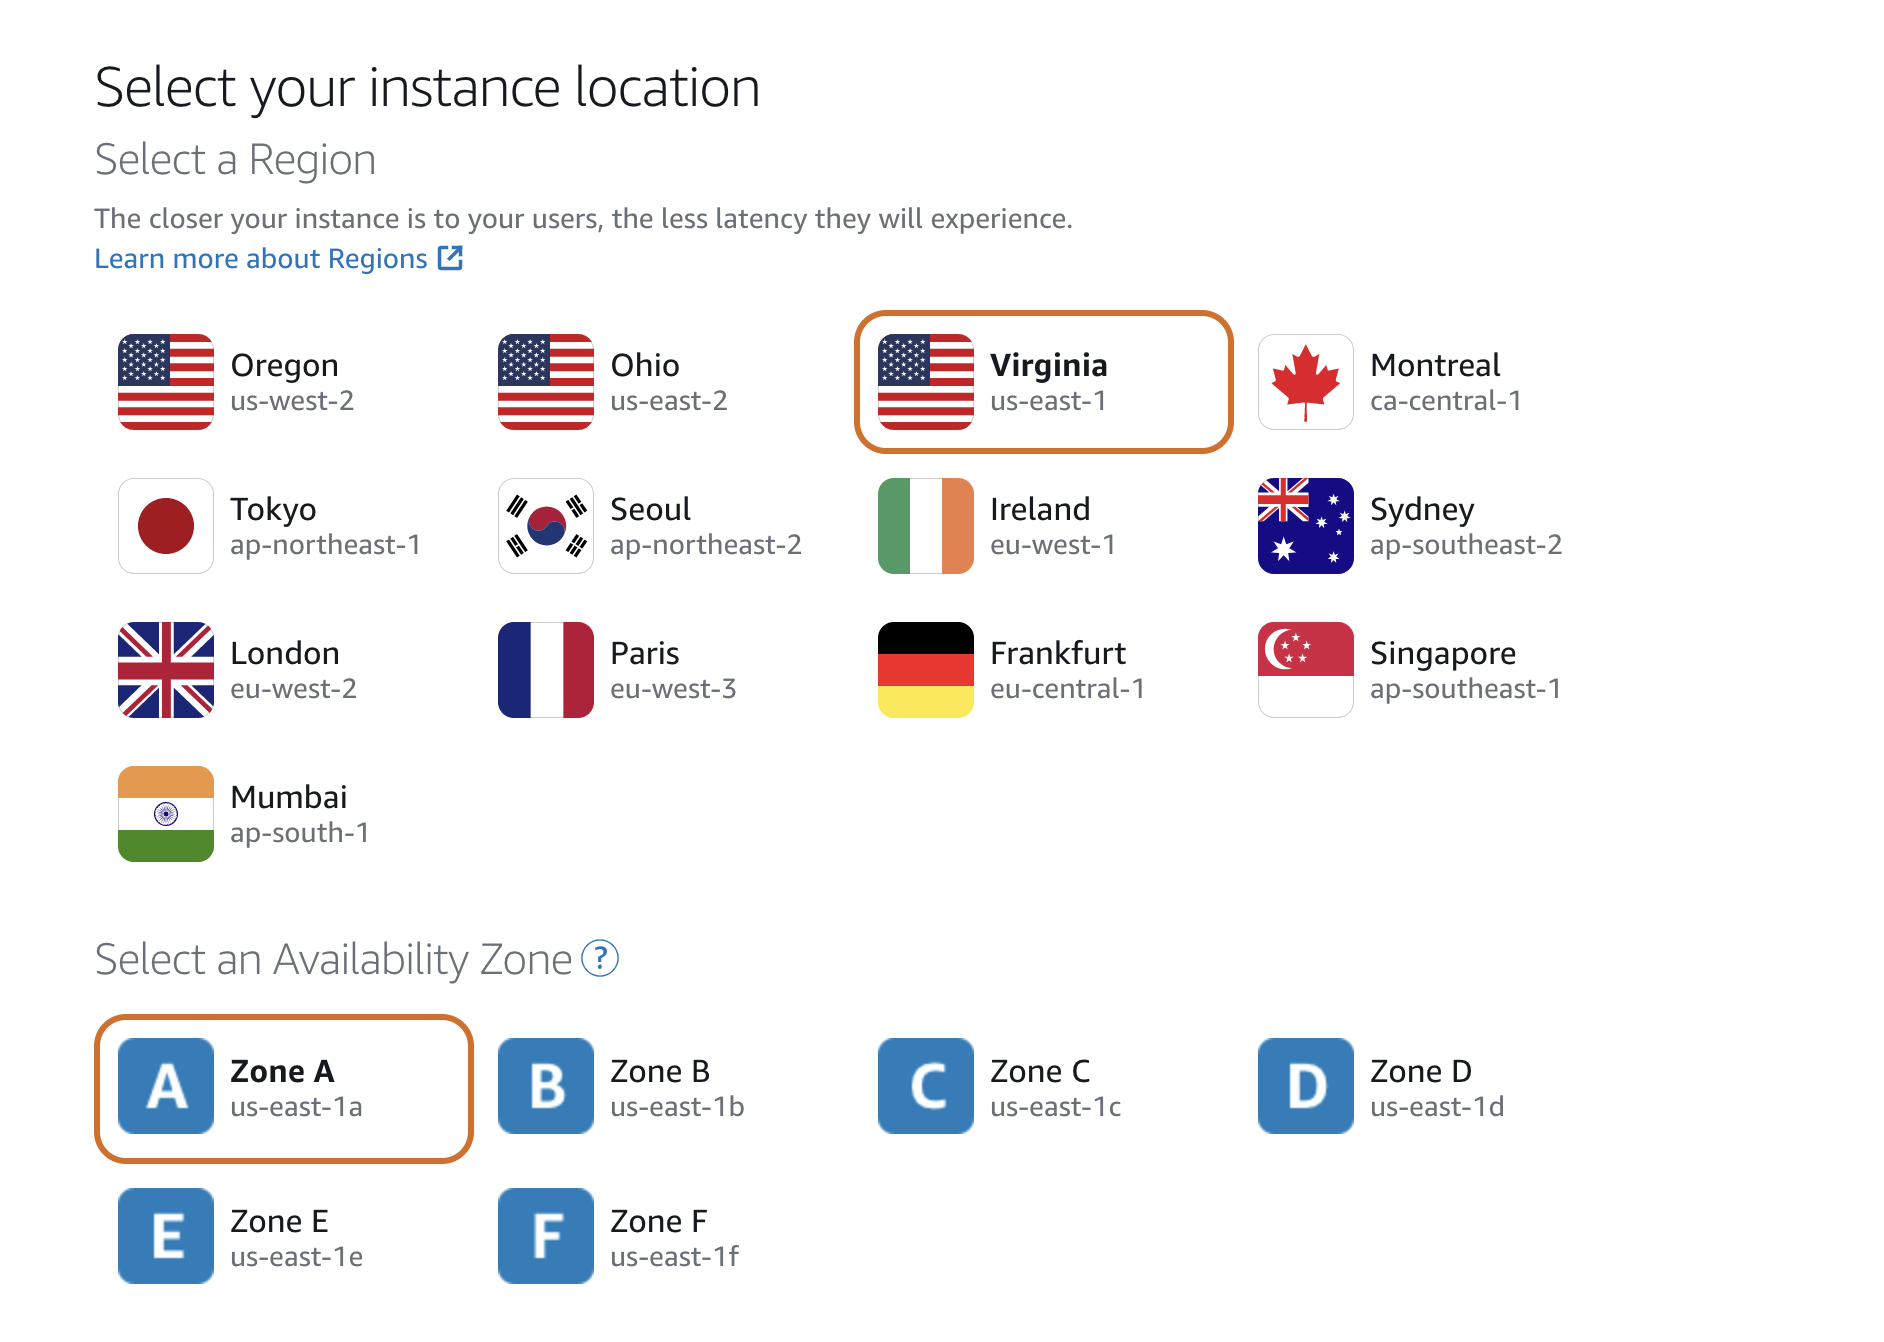 Select your instance location
Select a Region
The closer your instance is to your users, the less latency they will experience.
Learn more about Regions
Oregon
us-west-2
Ohio
us-east-2
Virginia
us-east-1
Montreal
ca-central-1
Tokyo
ap-northeast-1
Seoul
ap-northeast-2
Ireland
eu-west-1
Sydney
ap-southeast-2
London
eu-west-2
Paris
eu-west-3
Frankfurt
eu-central-1
Singapore
ap-southeast-1
Mumbai
ap-south-1
Select an Availability Zone ?
A
Zone A
us-east-1a
B
Zone B
us-east-1b
C
Zone C
us-east-1c
D
Zone D
us-east-1d
E
Zone E
us-east-1e
F
Zone F
us-east-1f